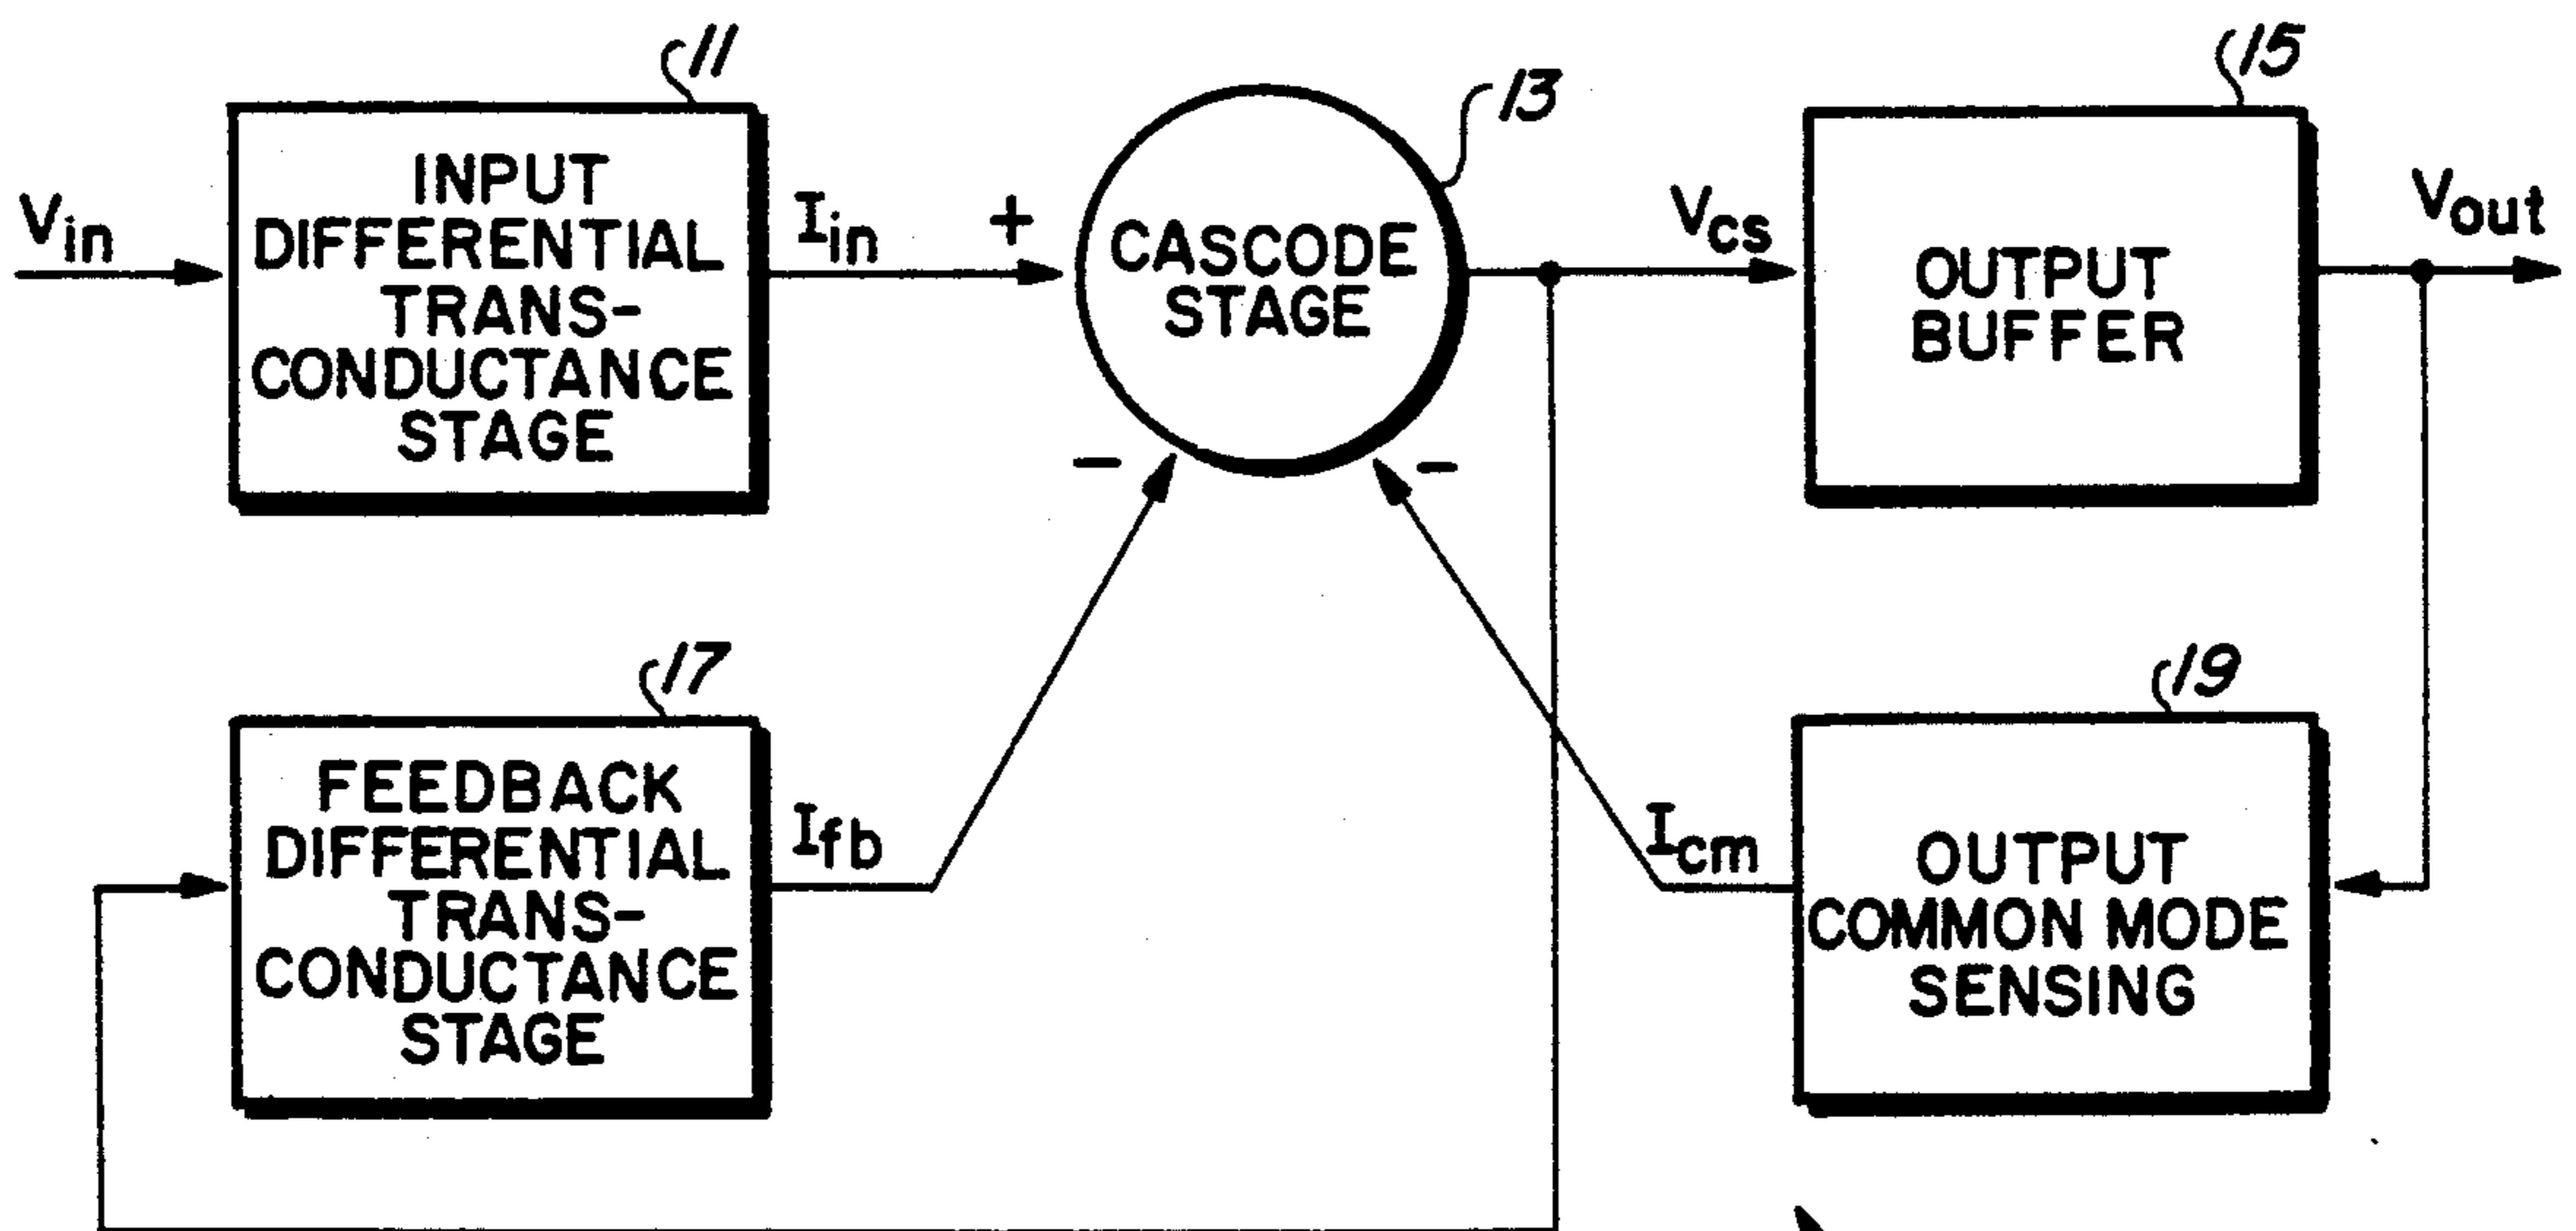 11
INPUT
DIFFERENTIAL
TRANS-
CONDUCTANCE
STAGE
Vin
Iin
+
13
CASCODE
STAGE
-
-
Vcs
15
OUTPUT
BUFFER
Vout
17
FEEDBACK
DIFFERENTIAL
TRANS-
CONDUCTANCE
STAGE
Ifb
Icm
19
OUTPUT
COMMON MODE
SENSING